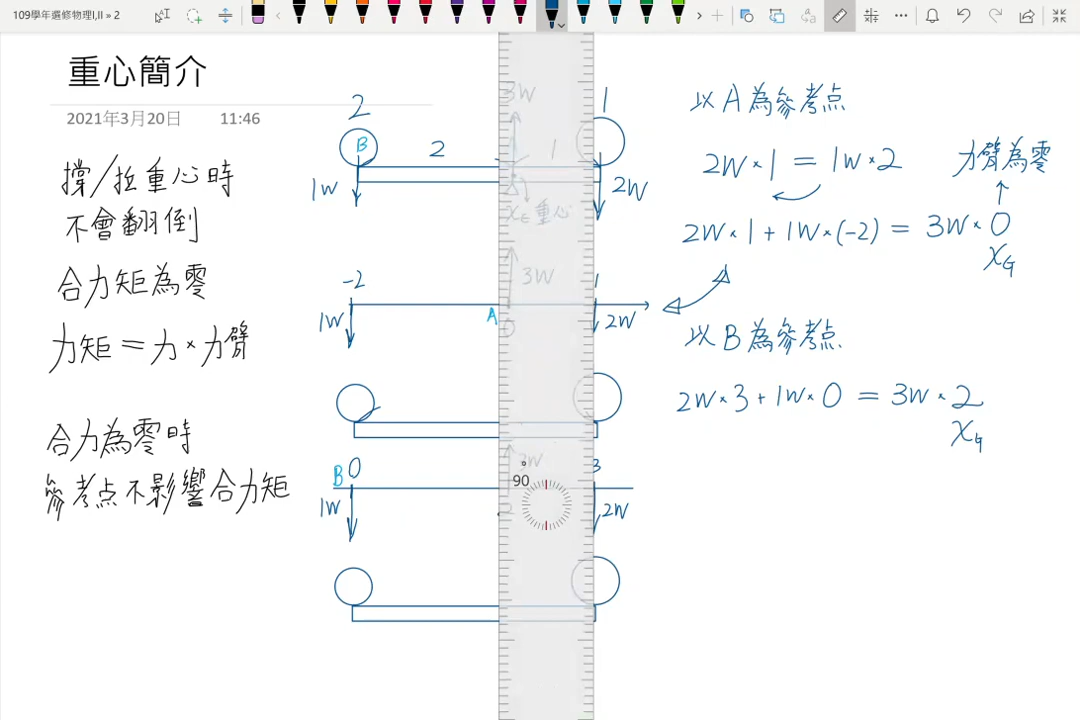 109學年選修物理I,II » 2
重心簡介
2021年3月20日 11:46
撐/拉重心時
不會翻倒
合力矩為零
力矩 = 力 × 力臂
合力為零時
參考点不影響合力矩
2
3W
1
B
2
1
1W
2W
XG 重心
-2
3W
1
1W
A
0
2W
B 0
3W
3
1W
2
2W
90
以 A 為參考点
2W × 1 = 1W × 2
力臂為零
2W × 1 + 1W × (-2) = 3W × 0
XG
以 B 為參考点
2W × 3 + 1W × 0 = 3W × 2
XG